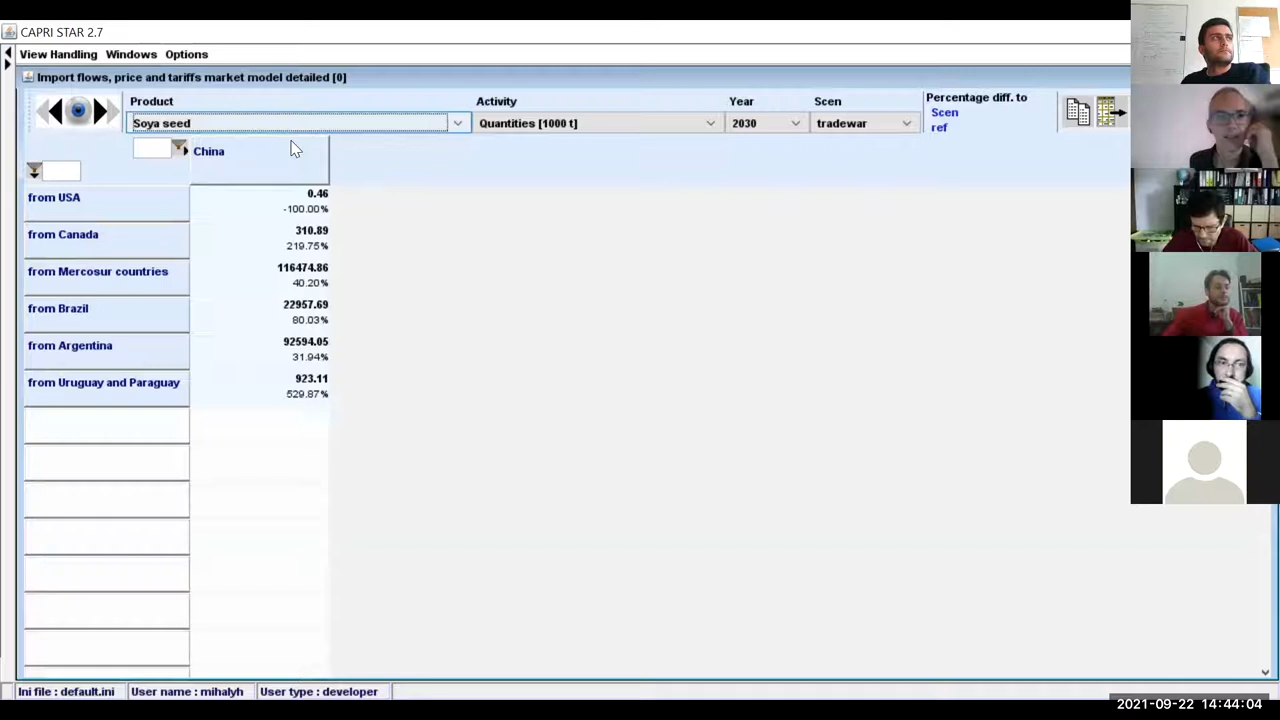 CAPRI STAR 2.7
View Handling Windows Options
Import flows, price and tariffs market model detailed [0]
Product Activity Year Scen Percentage diff. to
Soya seed Quantities [1000 t] 2030 tradewar Scen
ref
China
from USA 0.46
-100.00%
from Canada 310.89
219.75%
from Mercosur countries 116474.86
40.20%
from Brazil 22957.69
80.03%
from Argentina 92594.05
31.94%
from Uruguay and Paraguay 923.11
529.87%
Ini file : default.ini User name : mihalyh User type : developer
2021-09-22 14:44:04